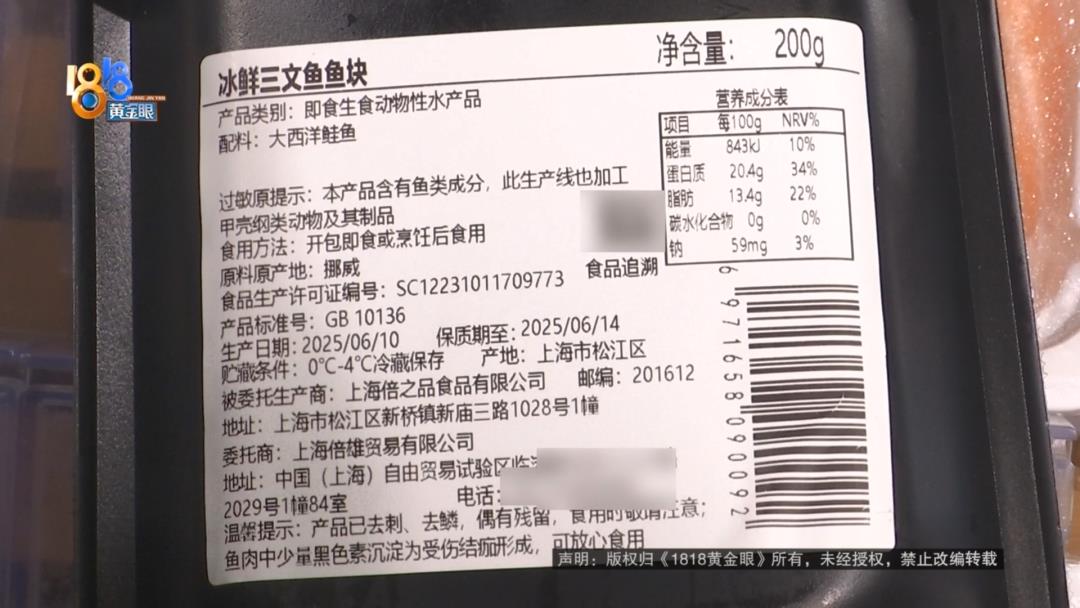 1818
HUANG JIN YAN
黄金眼
冰鲜三文鱼鱼块
净含量： 200g
产品类别：即食生食动物性水产品
配料：大西洋鲑鱼
营养成分表
项目 每100g NRV%
能量 843kJ 10%
蛋白质 20.4g 34%
脂肪 13.4g 22%
碳水化合物 0g 0%
钠 59mg 3%
过敏原提示：本产品含有鱼类成分，此生产线也加工
甲壳纲类动物及其制品
食用方法：开包即食或烹饪后食用
原料原产地：挪威
食品追溯
食品生产许可证编号：SC12231011709773
产品标准号：GB 10136
生产日期:2025/06/10 保质期至:2025/06/14
贮藏条件：0℃-4℃冷藏保存 产地：上海市松江区
被委托生产商：上海倍之品食品有限公司 邮编：201612
地址：上海市松江区新桥镇新庙三路1028号1幢
委托商：上海倍雄贸易有限公司
地址：中国（上海）自由贸易试验区临
2029号1幢84室 电话：
温馨提示：产品已去刺、去鳞，偶有残留，食用时敬请注意；
鱼肉中少量黑色素沉淀为受伤结痂形成，可放心食用
6971658090092
声明：版权归《1818黄金眼》所有，未经授权，禁止改编转载